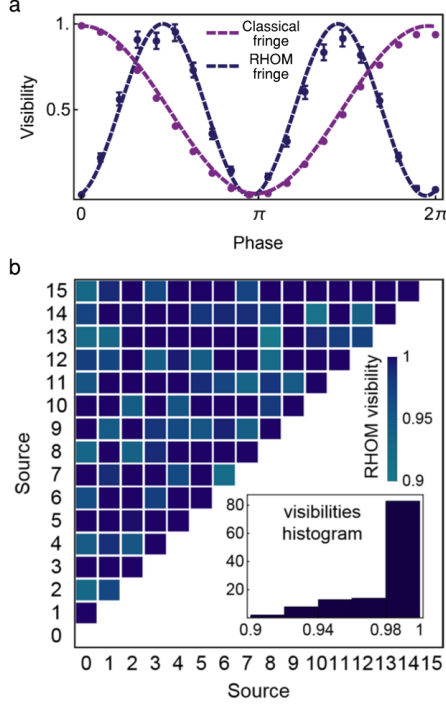 a
Classical
fringe
RHOM
fringe
1.
0.5
Visibility
0
π
2π
Phase
b
15
14
13
12
11
10
9
8
7
6
5
4
3
2
1
0
Source
1
0.95
0.9
RHOM visibility
visibilities
histogram
80
60
40
20
0.9 0.94 0.98 1
0 1 2 3 4 5 6 7 8 9 10 11 12 13 14 15
Source